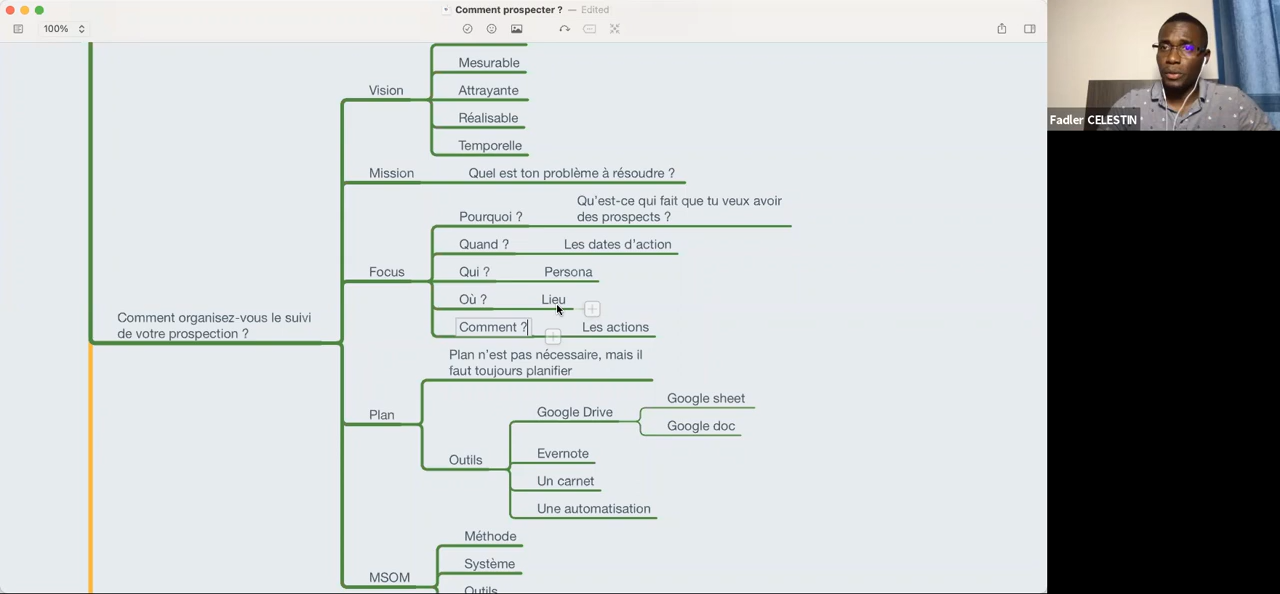 Comment prospecter ? — Edited
100%
Mesurable
Vision
Attrayante
Réalisable
Temporelle
Mission
Quel est ton problème à résoudre ?
Pourquoi ?
Qu'est-ce qui fait que tu veux avoir
des prospects ?
Quand ?
Les dates d'action
Focus
Qui ?
Persona
Où ?
Lieu
Comment ?
Les actions
Comment organisez-vous le suivi
de votre prospection ?
Plan n'est pas nécessaire, mais il
faut toujours planifier
Plan
Google Drive
Google sheet
Google doc
Outils
Evernote
Un carnet
Une automatisation
MSOM
Méthode
Système
Outils
Fadler CELESTIN